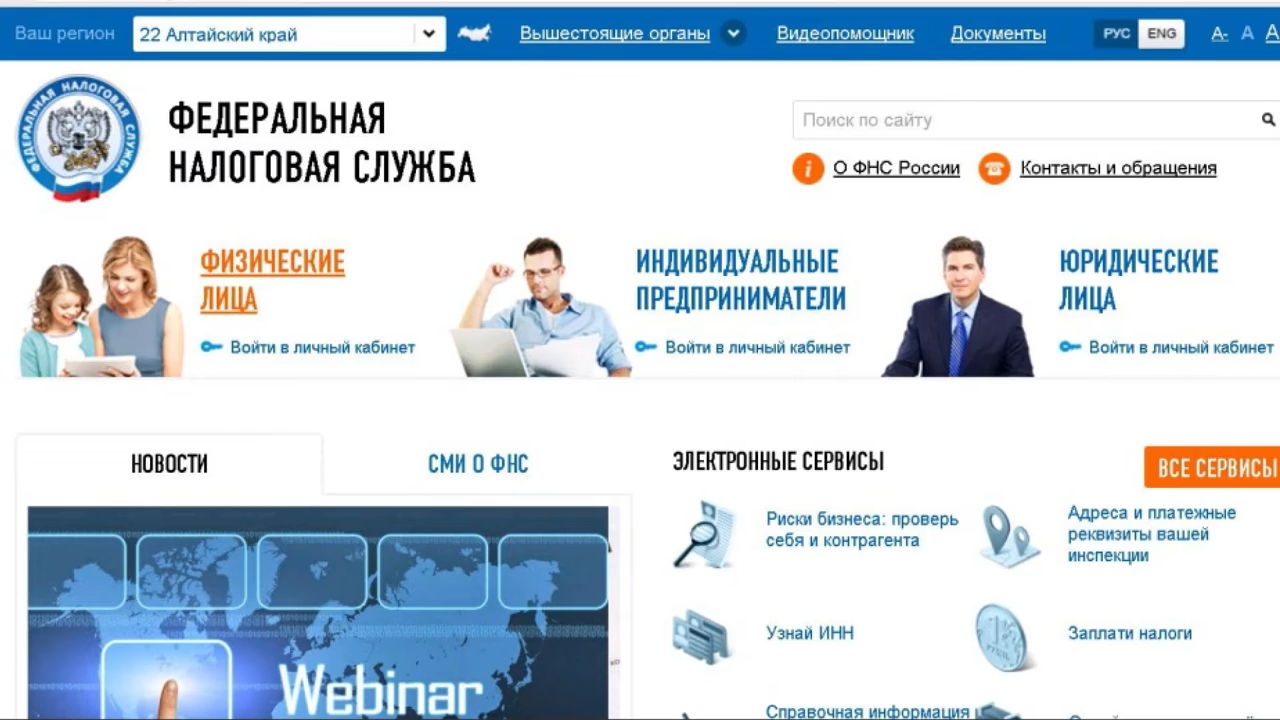 Ваш регион 22 Алтайский край Вышестоящие органы Видеопомощник Документы РУС ENG A- A A
ФЕДЕРАЛЬНАЯ НАЛОГОВАЯ СЛУЖБА
ФЕДЕРАЛЬНАЯ
НАЛОГОВАЯ СЛУЖБА
Поиск по сайту
О ФНС России Контакты и обращения
ФИЗИЧЕСКИЕ
ЛИЦА
Войти в личный кабинет
ИНДИВИДУАЛЬНЫЕ
ПРЕДПРИНИМАТЕЛИ
Войти в личный кабинет
ЮРИДИЧЕСКИЕ
ЛИЦА
Войти в личный кабинет
НОВОСТИ СМИ О ФНС
Webinar
ЭЛЕКТРОННЫЕ СЕРВИСЫ
ВСЕ СЕРВИСЫ
Риски бизнеса: проверь
себя и контрагента
Адреса и платежные
реквизиты вашей
инспекции
Узнай ИНН
Заплати налоги
Справочная информация